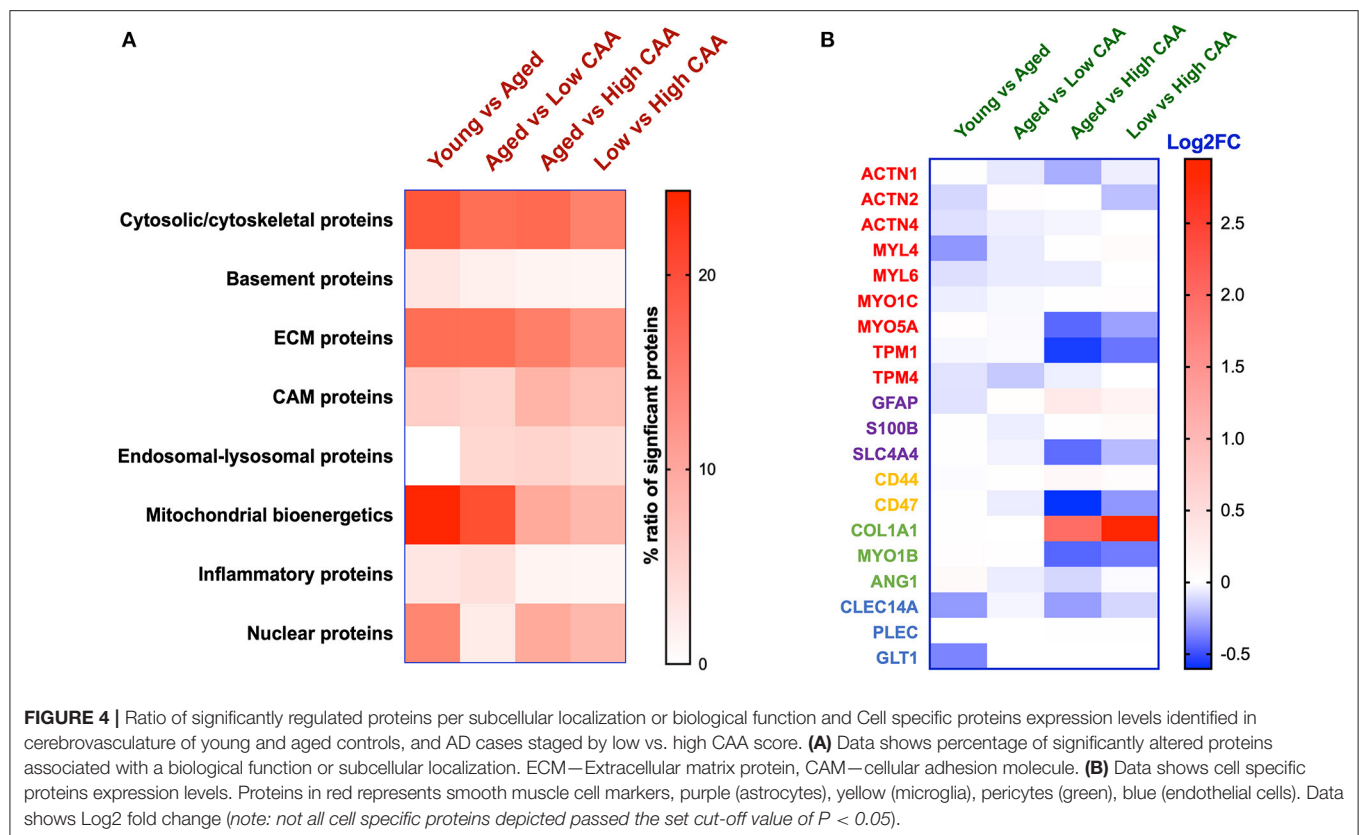 A
Young vs Aged
Aged vs Low CAA
Aged vs High CAA
Low vs High CAA
Cytosolic/cytoskeletal proteins
Basement proteins
ECM proteins
CAM proteins
Endosomal-lysosomal proteins
Mitochondrial bioenergetics
Inflammatory proteins
Nuclear proteins
20
10
0
% ratio of signficant proteins
B
Young vs Aged
Aged vs Low CAA
Aged vs High CAA
Low vs High CAA
Log2FC
ACTN1
ACTN2
ACTN4
MYL4
MYL6
MYO1C
MYO5A
TPM1
TPM4
GFAP
S100B
SLC4A4
CD44
CD47
COL1A1
MYO1B
ANG1
CLEC14A
PLEC
GLT1
2.5
2.0
1.5
1.0
0.5
0
-0.5
FIGURE 4 | Ratio of significantly regulated proteins per subcellular localization or biological function and Cell specific proteins expression levels identified in
cerebrovasculature of young and aged controls, and AD cases staged by low vs. high CAA score. (A) Data shows percentage of significantly altered proteins
associated with a biological function or subcellular localization. ECM—Extracellular matrix protein, CAM—cellular adhesion molecule. (B) Data shows cell specific
proteins expression levels. Proteins in red represents smooth muscle cell markers, purple (astrocytes), yellow (microglia), pericytes (green), blue (endothelial cells). Data
shows Log2 fold change (note: not all cell specific proteins depicted passed the set cut-off value of P < 0.05).